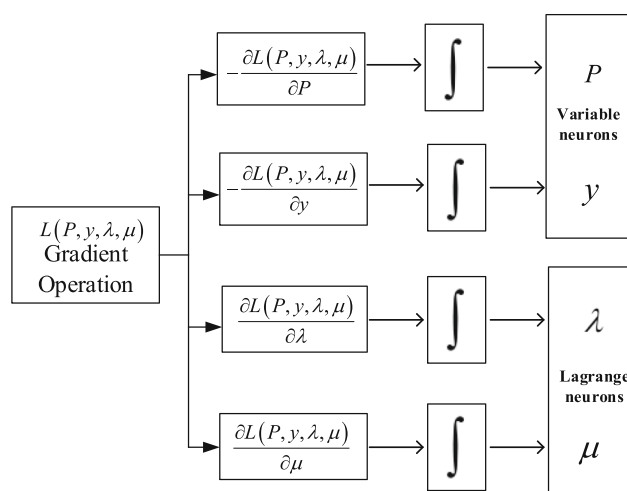 L(P, y, λ, μ)
Gradient
Operation
-∂L(P, y, λ, μ)/∂P
∫
P
Variable
neurons
-∂L(P, y, λ, μ)/∂y
∫
y
∂L(P, y, λ, μ)/∂λ
∫
λ
Lagrange
neurons
∂L(P, y, λ, μ)/∂μ
∫
μ